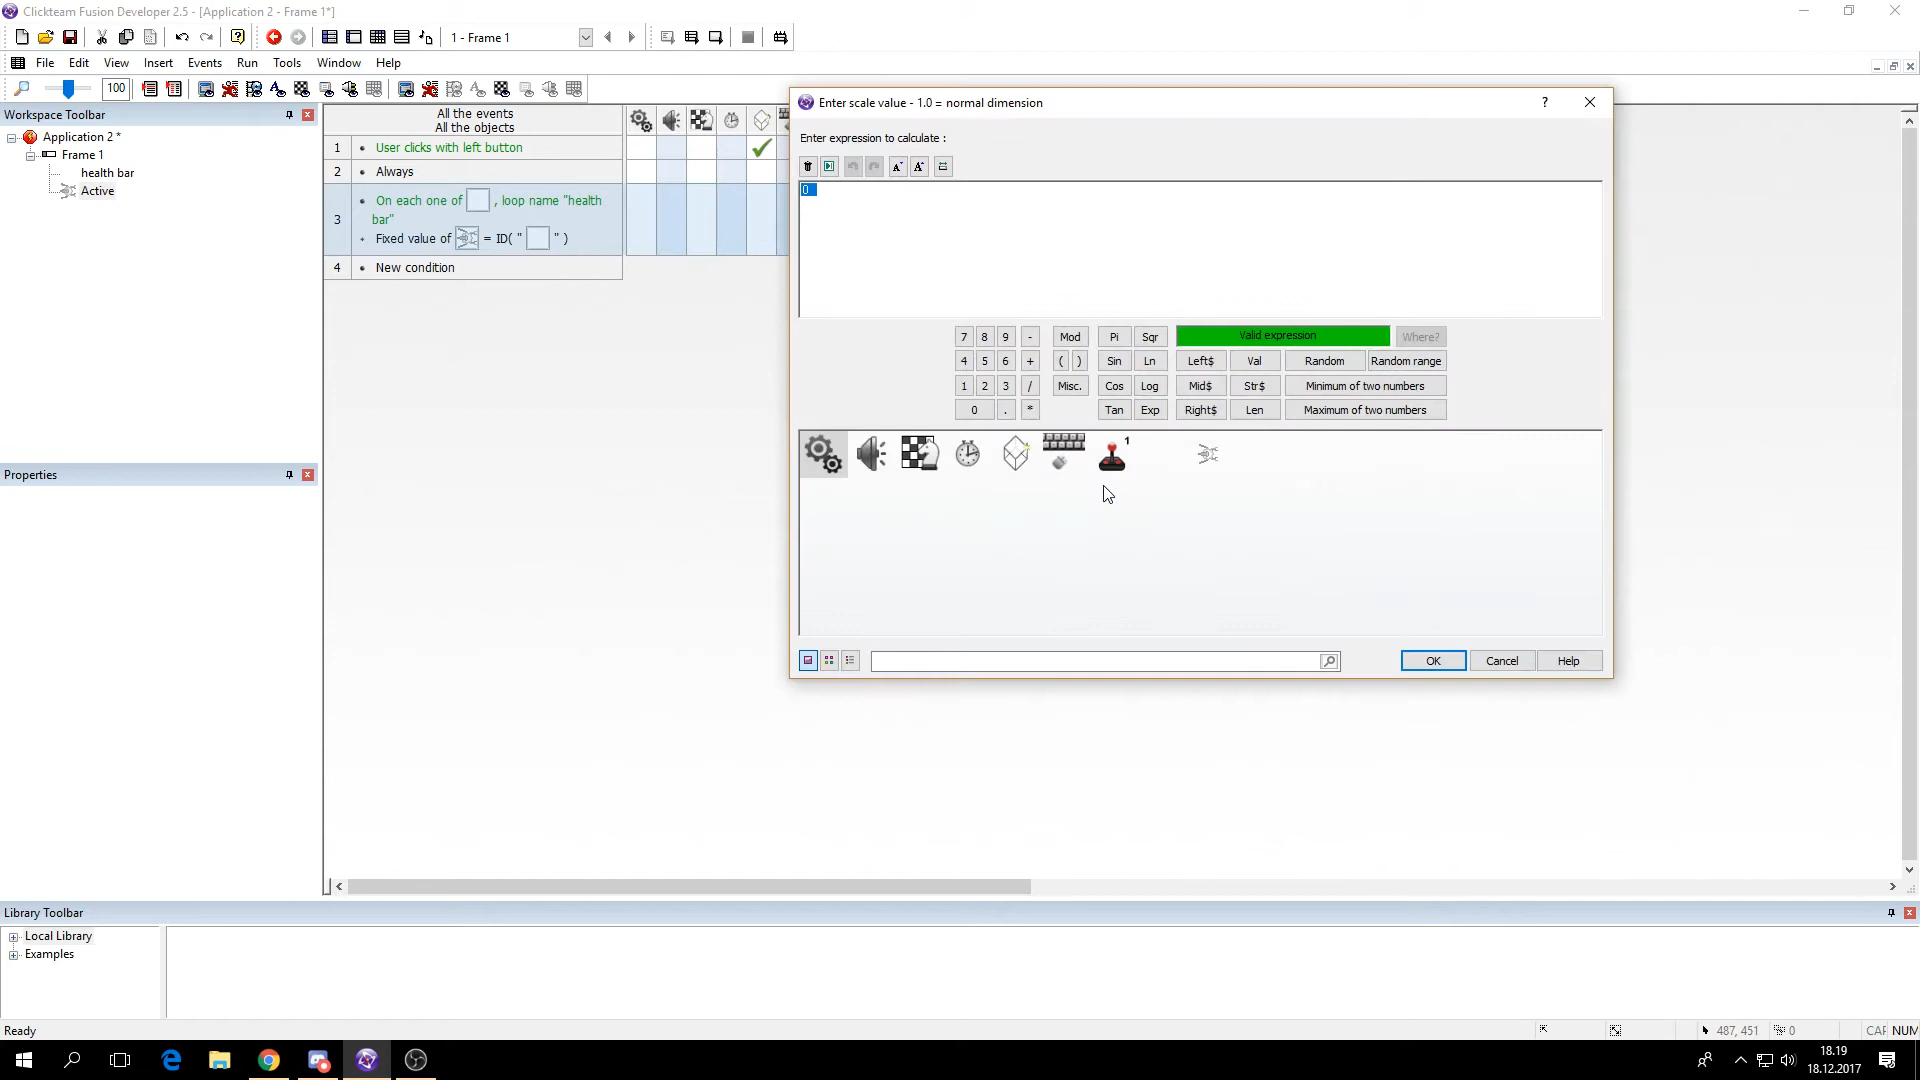 Clickteam Fusion Developer 2.5 - [Application 2 - Frame 1*]
1 - Frame 1
File Edit View Insert Events Run Tools Window Help
100
Workspace Toolbar
Application 2 *
Frame 1
health bar
Active
Properties
All the events
All the objects
1 User clicks with left button
2 Always
3 On each one of , loop name "health
bar"
Fixed value of = ID( " " )
4 New condition
Enter scale value - 1.0 = normal dimension
?
Enter expression to calculate :
0
7 8 9 - Mod Pi Sqr Valid expression Where?
4 5 6 + ( ) Sin Ln Left$ Val Random Random range
1 2 3 / Misc. Cos Log Mid$ Str$ Minimum of two numbers
0 . * Tan Exp Right$ Len Maximum of two numbers
1
OK Cancel Help
Library Toolbar
Local Library
Examples
Ready
487, 451
0
CAP NUM
18.19
18.12.2017